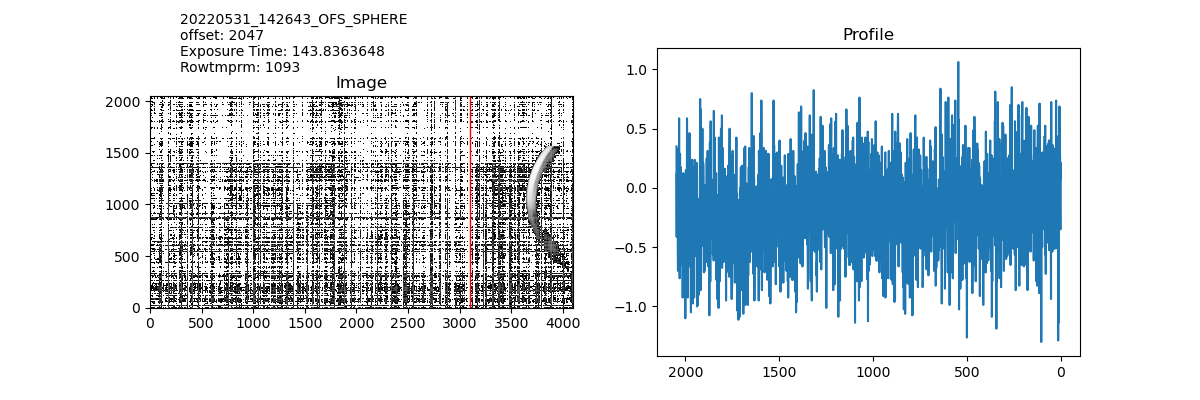 20220531_142643_OFS_SPHERE
offset: 2047
Exposure Time: 143.8363648
Rowtmprm: 1093
Image
2000
1500
1000
500
0
0 500 1000 1500 2000 2500 3000 3500 4000
Profile
1.0
0.5
0.0
−0.5
−1.0
2000 1500 1000 500 0